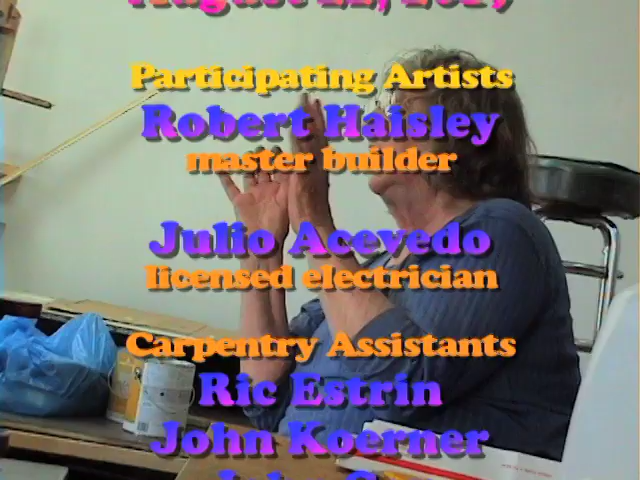 Participating Artists
Robert Haisley
master builder
Julio Acevedo
licensed electrician
Carpentry Assistants
Ric Estrin
John Koerner